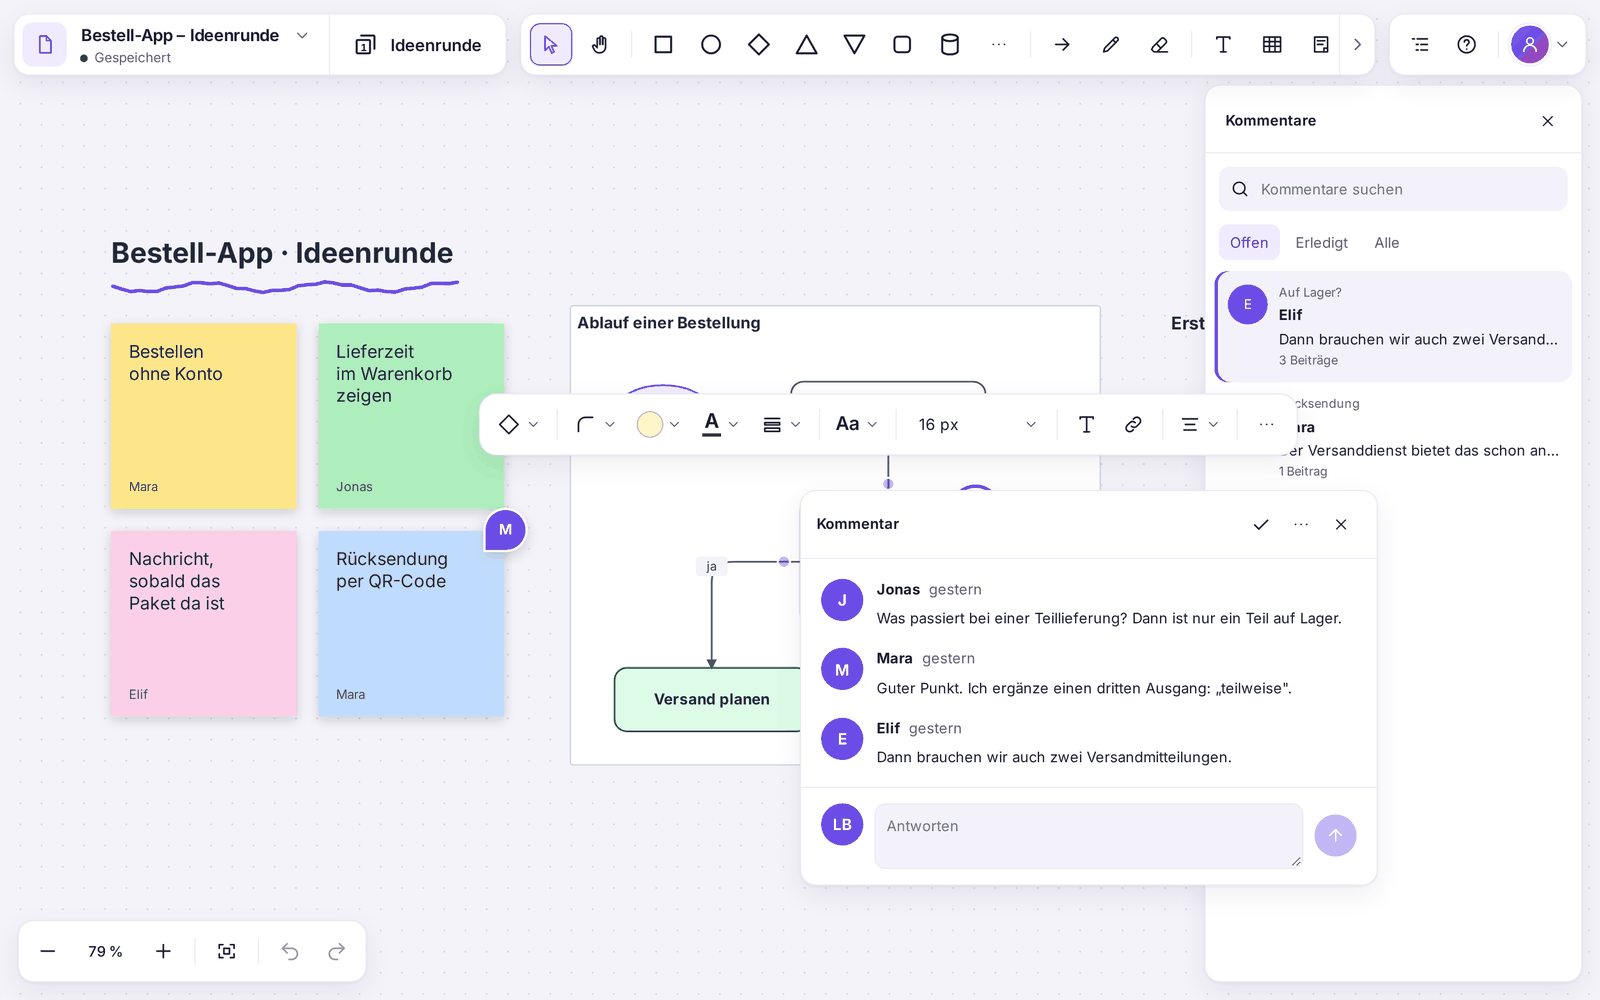 Bestell-App – Ideenrunde
Gespeichert
1
Ideenrunde
Kommentare
Kommentare suchen
Offen
Erledigt
Alle
E
Auf Lager?
Elif
Dann brauchen wir auch zwei Versand...
3 Beiträge
cksendung
ra
er Versanddienst bietet das schon an...
1 Beitrag
Bestell-App · Ideenrunde
Bestellen
ohne Konto
Mara
Lieferzeit
im Warenkorb
zeigen
Jonas
Nachricht,
sobald das
Paket da ist
Elif
Rücksendung
per QR-Code
Mara
M
Ablauf einer Bestellung
Erst
A
Aa
16 px
ja
Versand planen
Kommentar
J
Jonas gestern
Was passiert bei einer Teillieferung? Dann ist nur ein Teil auf Lager.
M
Mara gestern
Guter Punkt. Ich ergänze einen dritten Ausgang: „teilweise".
E
Elif gestern
Dann brauchen wir auch zwei Versandmitteilungen.
LB
Antworten
79 %